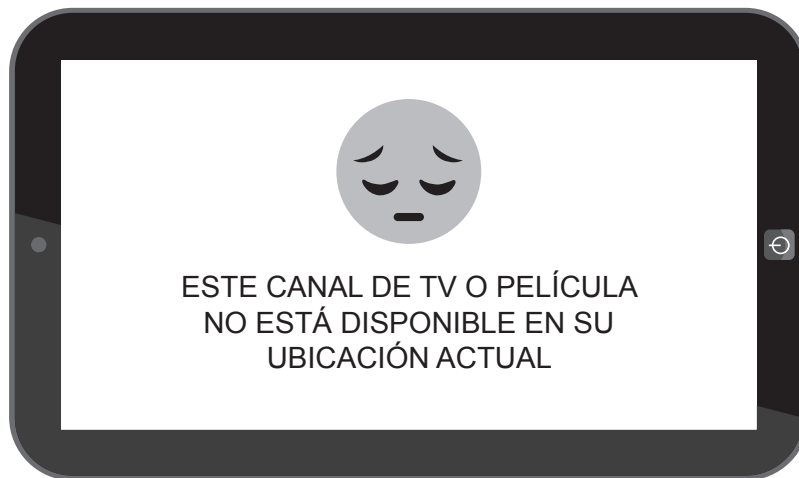 ESTE CANAL DE TV O PELÍCULA
NO ESTÁ DISPONIBLE EN SU
UBICACIÓN ACTUAL